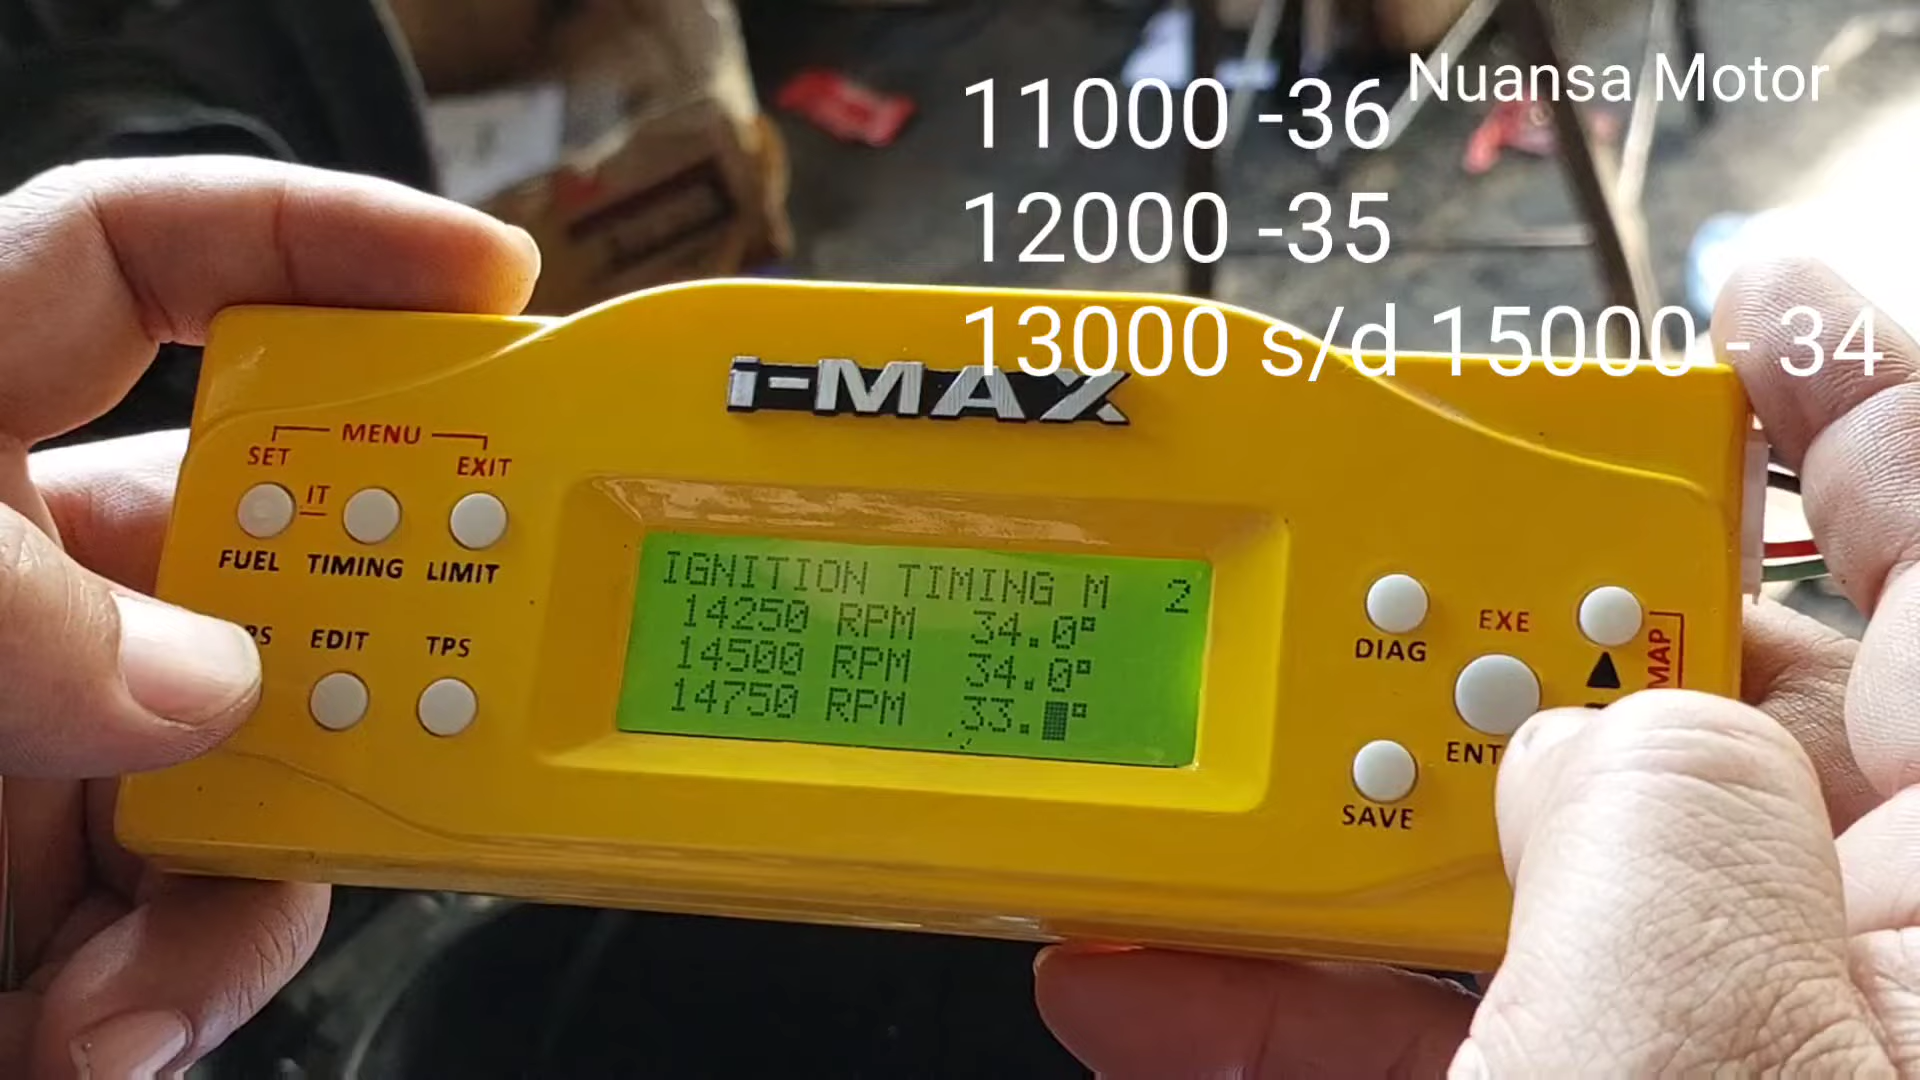 Nuansa Motor
11000 -36
12000 -35
13000 s/d 15000 - 34
i-MAX
MENU
SET
EXIT
IT
FUEL
TIMING
LIMIT
EDIT
TPS
IGNITION TIMING M 2
14250 RPM 34.0°
14500 RPM 34.0°
14750 RPM 33.
DIAG
EXE
MAP
SAVE